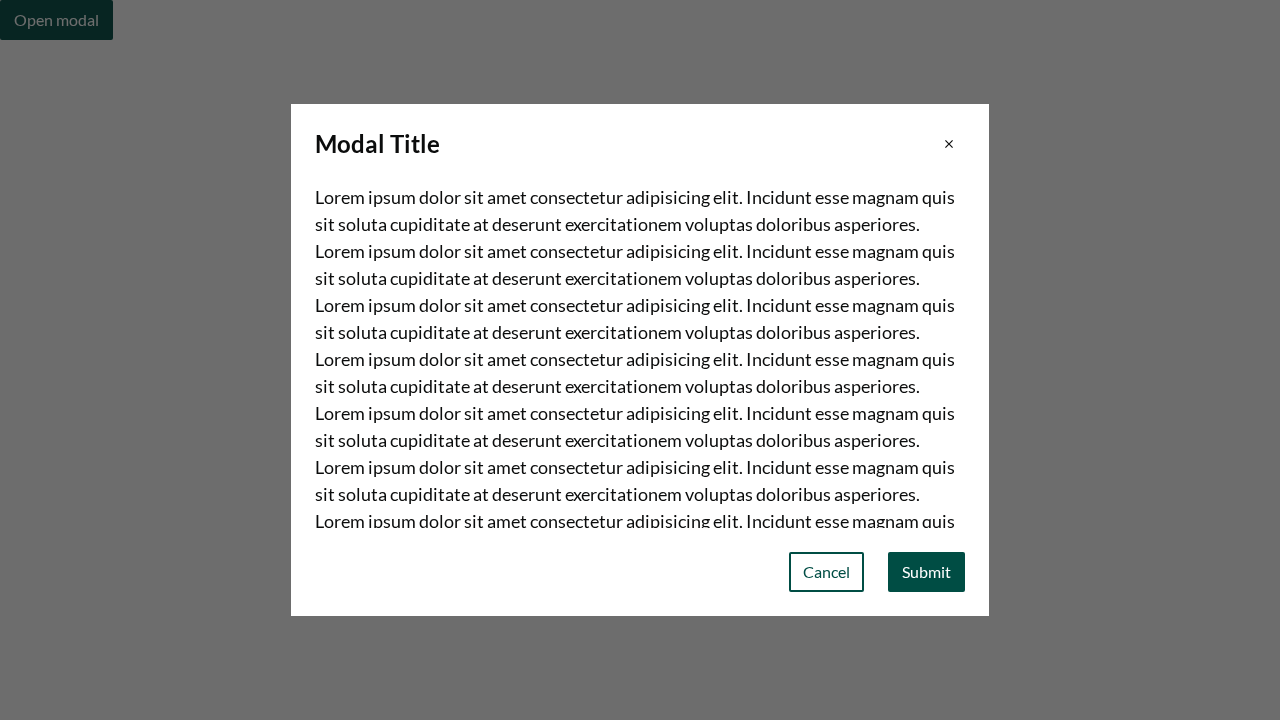 Open modal
Modal Title
×
Lorem ipsum dolor sit amet consectetur adipisicing elit. Incidunt esse magnam quis
sit soluta cupiditate at deserunt exercitationem voluptas doloribus asperiores.
Lorem ipsum dolor sit amet consectetur adipisicing elit. Incidunt esse magnam quis
sit soluta cupiditate at deserunt exercitationem voluptas doloribus asperiores.
Lorem ipsum dolor sit amet consectetur adipisicing elit. Incidunt esse magnam quis
sit soluta cupiditate at deserunt exercitationem voluptas doloribus asperiores.
Lorem ipsum dolor sit amet consectetur adipisicing elit. Incidunt esse magnam quis
sit soluta cupiditate at deserunt exercitationem voluptas doloribus asperiores.
Lorem ipsum dolor sit amet consectetur adipisicing elit. Incidunt esse magnam quis
sit soluta cupiditate at deserunt exercitationem voluptas doloribus asperiores.
Lorem ipsum dolor sit amet consectetur adipisicing elit. Incidunt esse magnam quis
sit soluta cupiditate at deserunt exercitationem voluptas doloribus asperiores.
Lorem ipsum dolor sit amet consectetur adipisicing elit. Incidunt esse magnam quis
Cancel
Submit